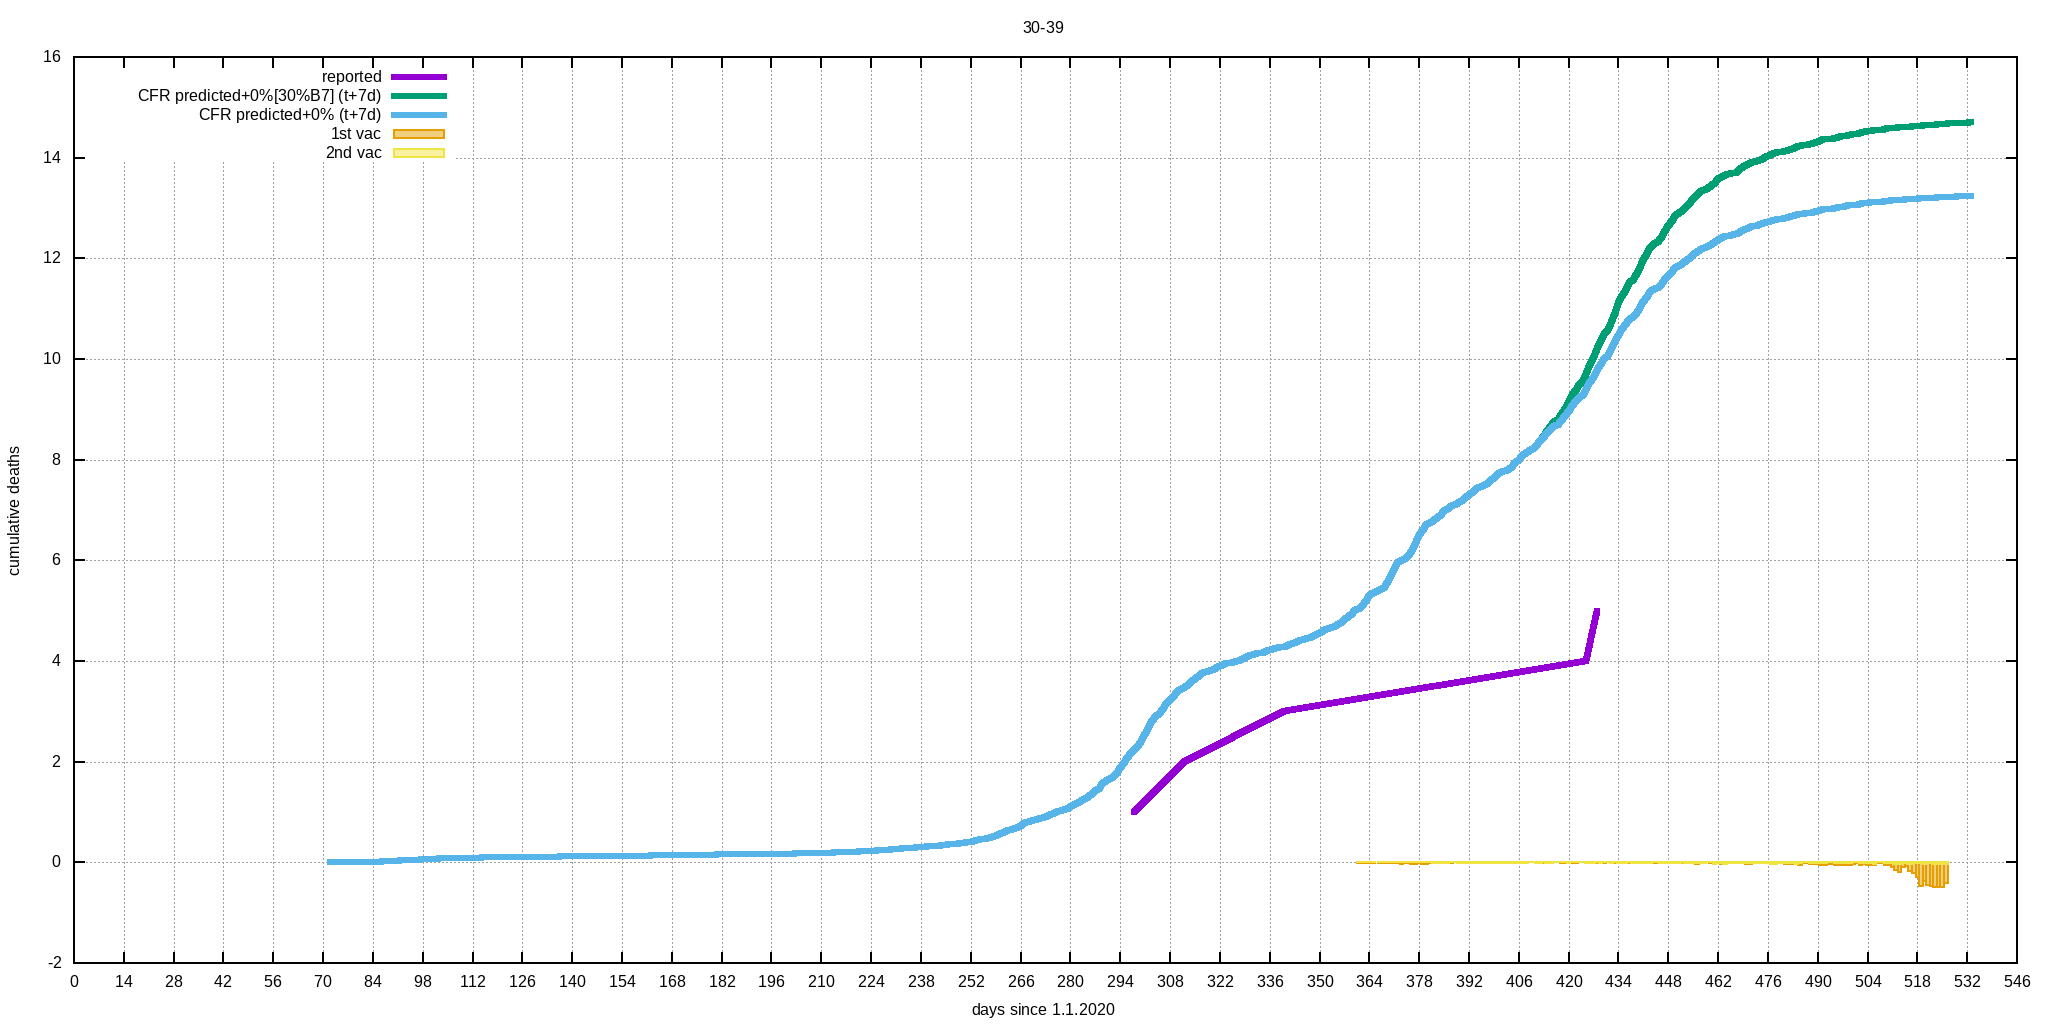 30-39
reported
CFR predicted+0%[30%B7] (t+7d)
CFR predicted+0% (t+7d)
1st vac
2nd vac
16
14
12
10
8
6
4
2
0
-2
cumulative deaths
0 14 28 42 56 70 84 98 112 126 140 154 168 182 196 210 224 238 252 266 280 294 308 322 336 350 364 378 392 406 420 434 448 462 476 490 504 518 532 546
days since 1.1.2020